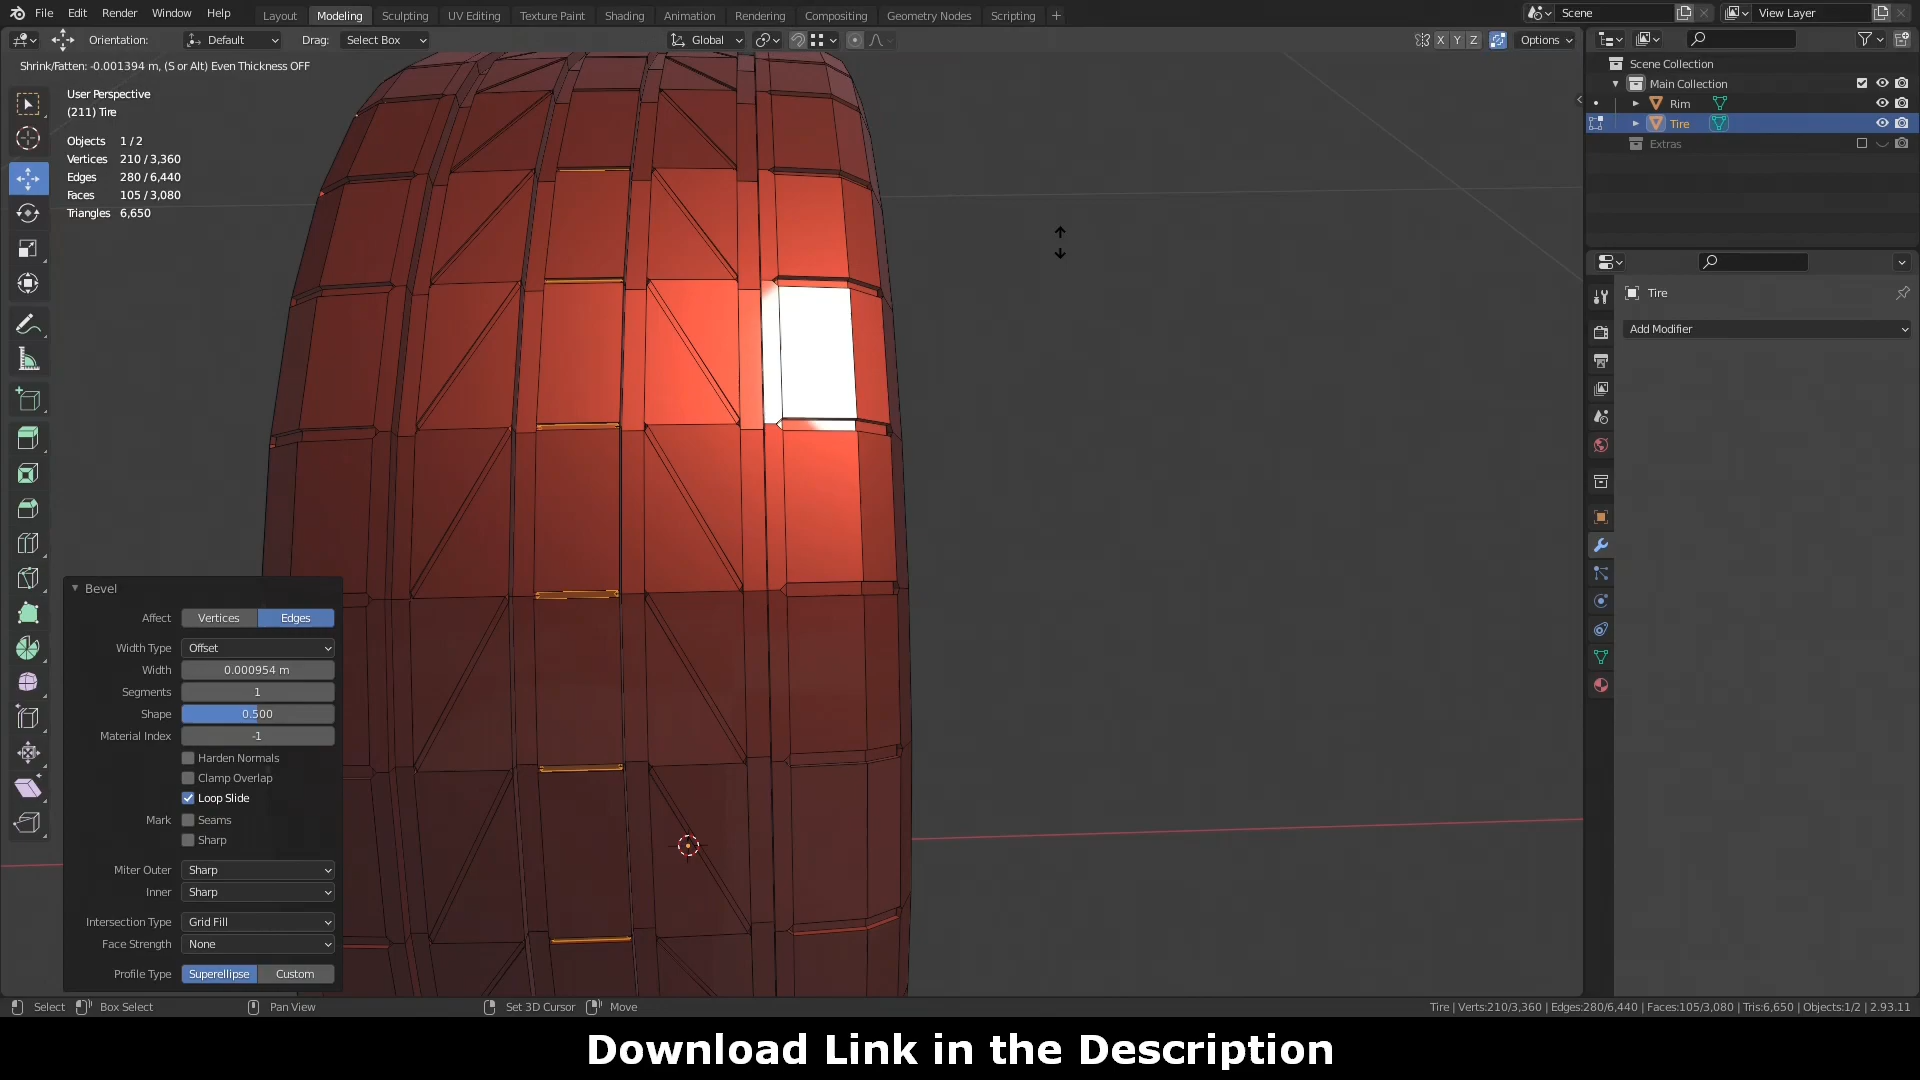 File Edit Render Window Help
Layout Modeling Sculpting UV Editing Texture Paint Shading Animation Rendering Compositing Geometry Nodes Scripting +
Scene View Layer
Orientation: Default Drag: Select Box Global X Y Z Options
Shrink/Fatten: -0.001394 m, (S or Alt) Even Thickness OFF
User Perspective
(211) Tire
Objects 1 / 2
Vertices 210 / 3,360
Edges 280 / 6,440
Faces 105 / 3,080
Triangles 6,650
Scene Collection
Main Collection
Rim
Tire
Extras
Tire
Add Modifier
Bevel
Affect Vertices Edges
Width Type Offset
Width 0.000954 m
Segments 1
Shape 0.500
Material Index -1
Harden Normals
Clamp Overlap
Loop Slide
Mark Seams
Sharp
Miter Outer Sharp
Inner Sharp
Intersection Type Grid Fill
Face Strength None
Profile Type Superellipse Custom
Select Box Select Pan View Set 3D Cursor Move Tire | Verts:210/3,360 | Edges:280/6,440 | Faces:105/3,080 | Tris:6,650 | Objects:1/2 | 2.93.11
Download Link in the Description